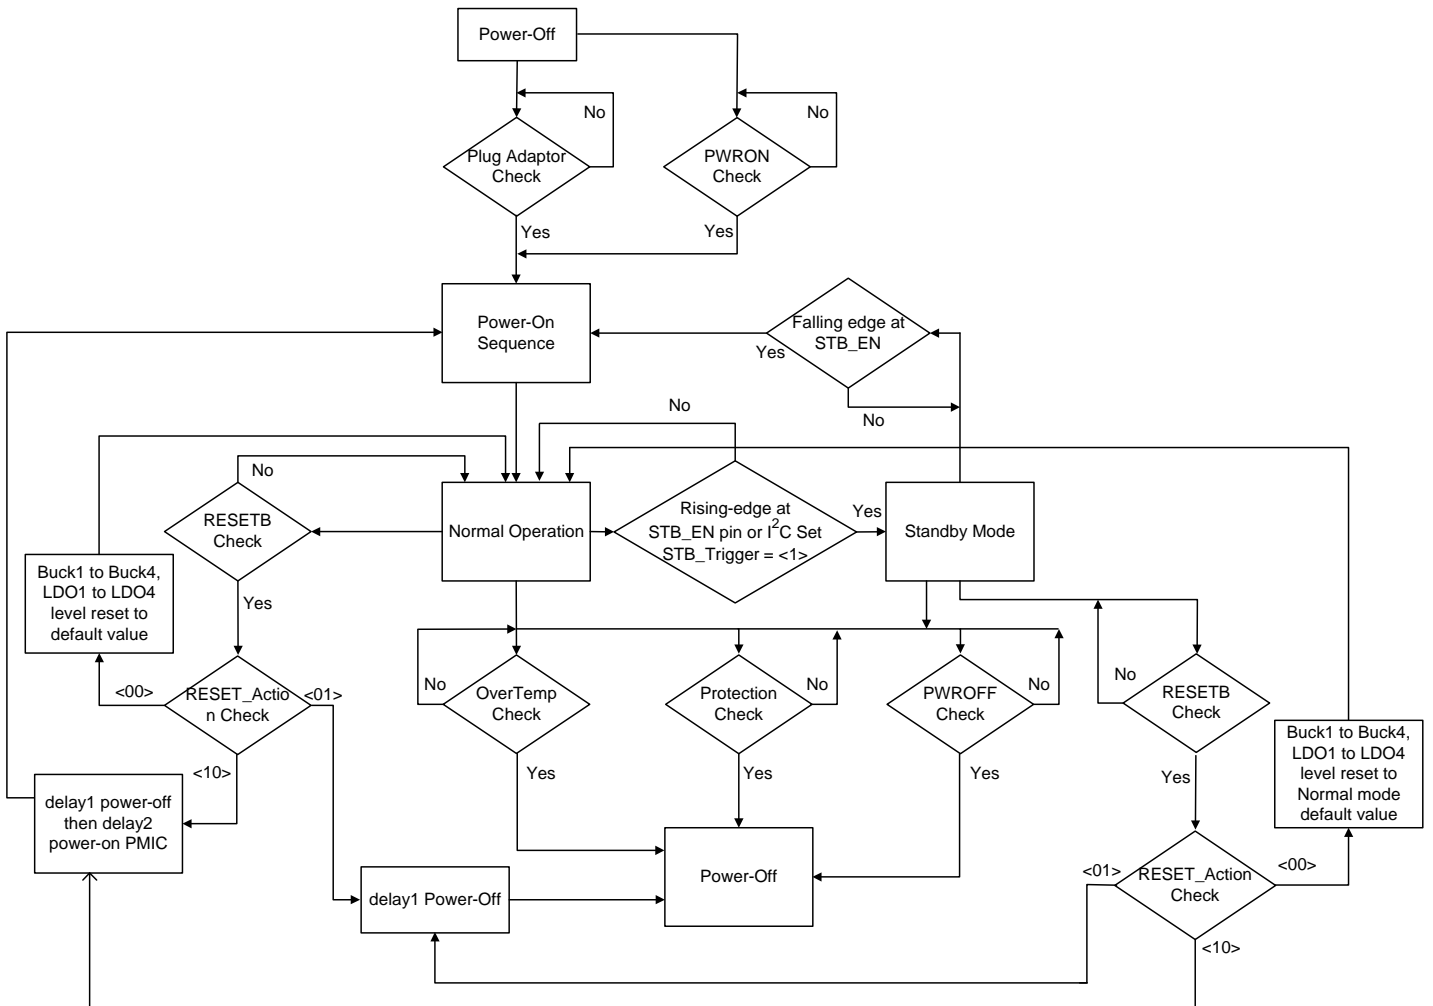 Power-Off
No
No
Plug Adaptor
Check
PWRON
Check
Yes
Yes
Power-On
Sequence
Falling edge at
STB_EN
Yes
No
No
No
RESETB
Check
Normal Operation
Rising-edge at
STB_EN pin or I2C Set
STB_Trigger = <1>
Yes
Standby Mode
Buck1 to Buck4,
LDO1 to LDO4
level reset to
default value
Yes
<00>
RESET_Actio
n Check
<01>
<10>
No
OverTemp
Check
Protection
Check
No
PWROFF
Check
No
No
RESETB
Check
Buck1 to Buck4,
LDO1 to LDO4
level reset to
Normal mode
default value
Yes
Yes
Yes
Yes
delay1 power-off
then delay2
power-on PMIC
delay1 Power-Off
Power-Off
<01>
RESET_Action
Check
<00>
<10>